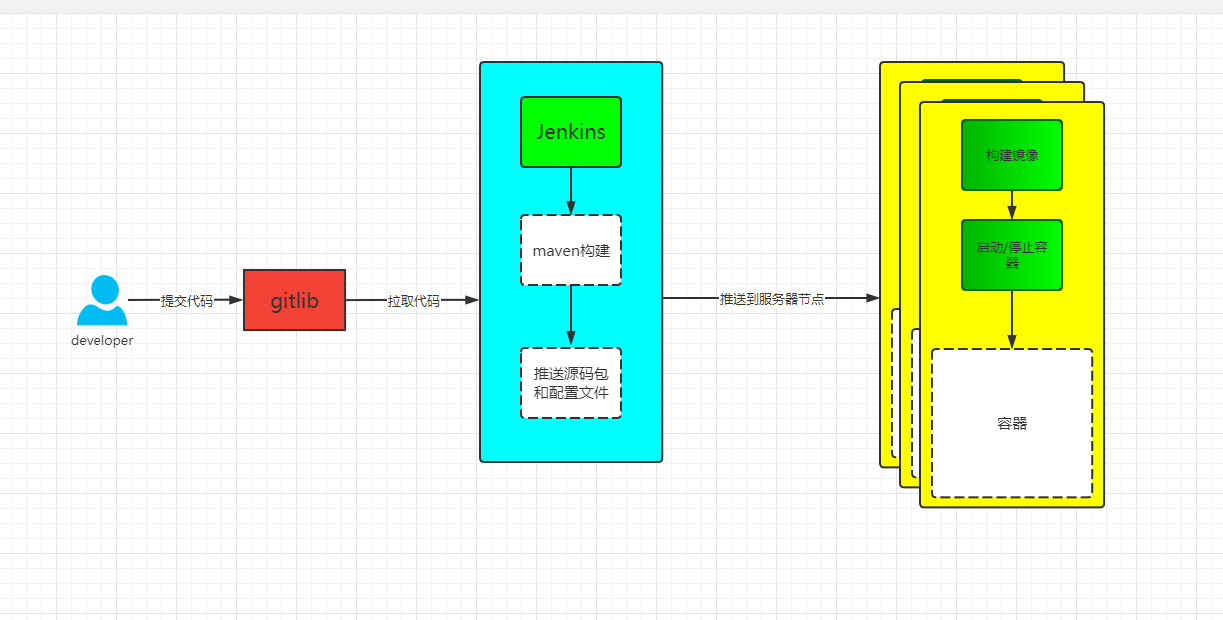 developer
提交代码
gitlib
拉取代码
Jenkins
maven构建
推送源码包
和配置文件
推送到服务器节点
构建镜像
启动/停止容
器
容器